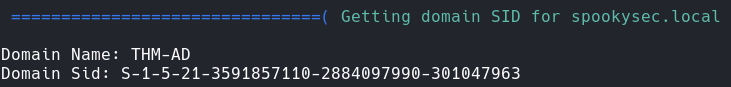 ===============================( Getting domain SID for spookysec.local
Domain Name: THM-AD
Domain Sid: S-1-5-21-3591857110-2884097990-301047963